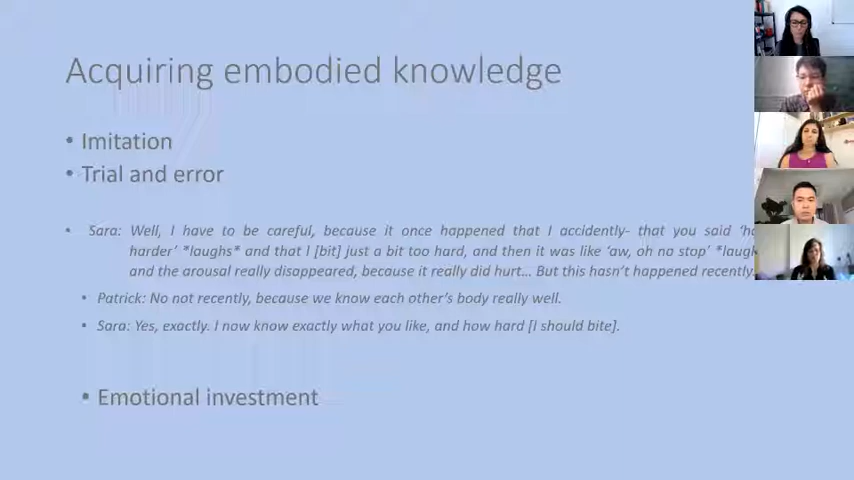 Acquiring embodied knowledge
• Imitation
• Trial and error
• Sara: Well, I have to be careful, because it once happened that I accidently- that you said
harder' *laughs* and that I [bit] just a bit too hard, and then it was like 'aw, oh no stop'
and the arousal really disappeared, because it really did hurt... But this hasn't happened recently.
• Patrick: No not recently, because we know each other's body really well.
• Sara: Yes, exactly. I now know exactly what you like, and how hard [I should bite].
• Emotional investment